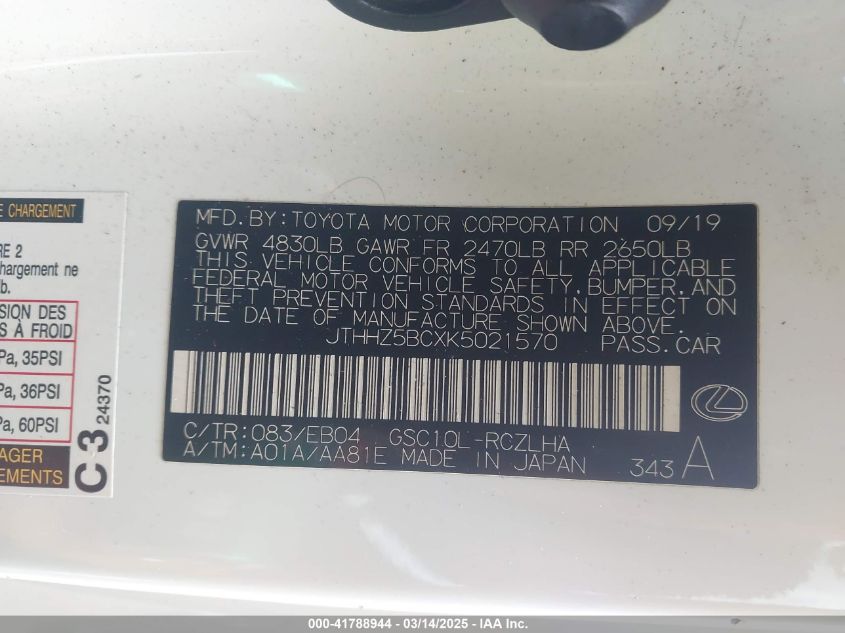 E CHARGEMENT
RE 2
chargement ne
b.
SION DES
S À FROID
Pa, 35PSI
Pa, 36PSI
Pa, 60PSI
AGER
EMENTS
C3
24370
MFD.BY:TOYOTA MOTOR CORPORATION 09/19
GVWR 4830LB GAWR FR 2470LB RR 2650LB
THIS VEHICLE CONFORMS TO ALL APPLICABLE
FEDERAL MOTOR VEHICLE SAFETY,BUMPER,AND
THEFT PREVENTION STANDARDS IN EFFECT ON
THE DATE OF MANUFACTURE SHOWN ABOVE.
JTHHZ5BCXK5021570 PASS.CAR
C/TR:083/EB04 GSC10L-RCZLHA
A/TM:A01A/AA81E MADE IN JAPAN 343 A
000-41788944 — 03/14/2025 — IAA Inc.